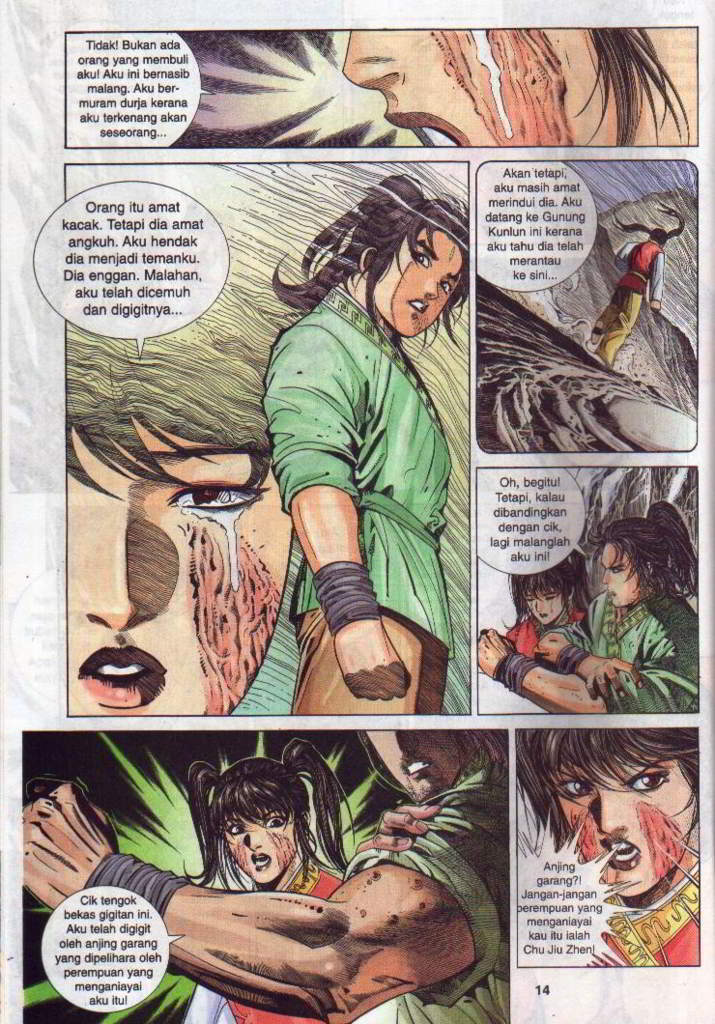 Tidak! Bukan ada
orang yang membuli
aku! Aku ini bernasib
malang. Aku ber-
muram durja kerana
aku terkenang akan
seseorang...
Orang itu amat
kacak. Tetapi dia amat
angkuh. Aku hendak
dia menjadi temanku.
Dia enggan. Malahan,
aku telah dicemuh
dan digigitnya...
Akan tetapi,
aku masih amat
merindui dia. Aku
datang ke Gunung
Kunlun ini kerana
aku tahu dia telah
merantau
ke sini...
Oh, begitu!
Tetapi, kalau
dibandingkan
dengan cik,
lagi malanglah
aku ini!
Cik tengok
bekas gigitan ini.
Aku telah digigit
oleh anjing garang
yang dipelihara oleh
perempuan yang
menganiayai
aku itu!
Anjing
garang?!
Jangan-jangan
perempuan yang
menganiayai
kau itu ialah
Chu Jiu Zhen!
14